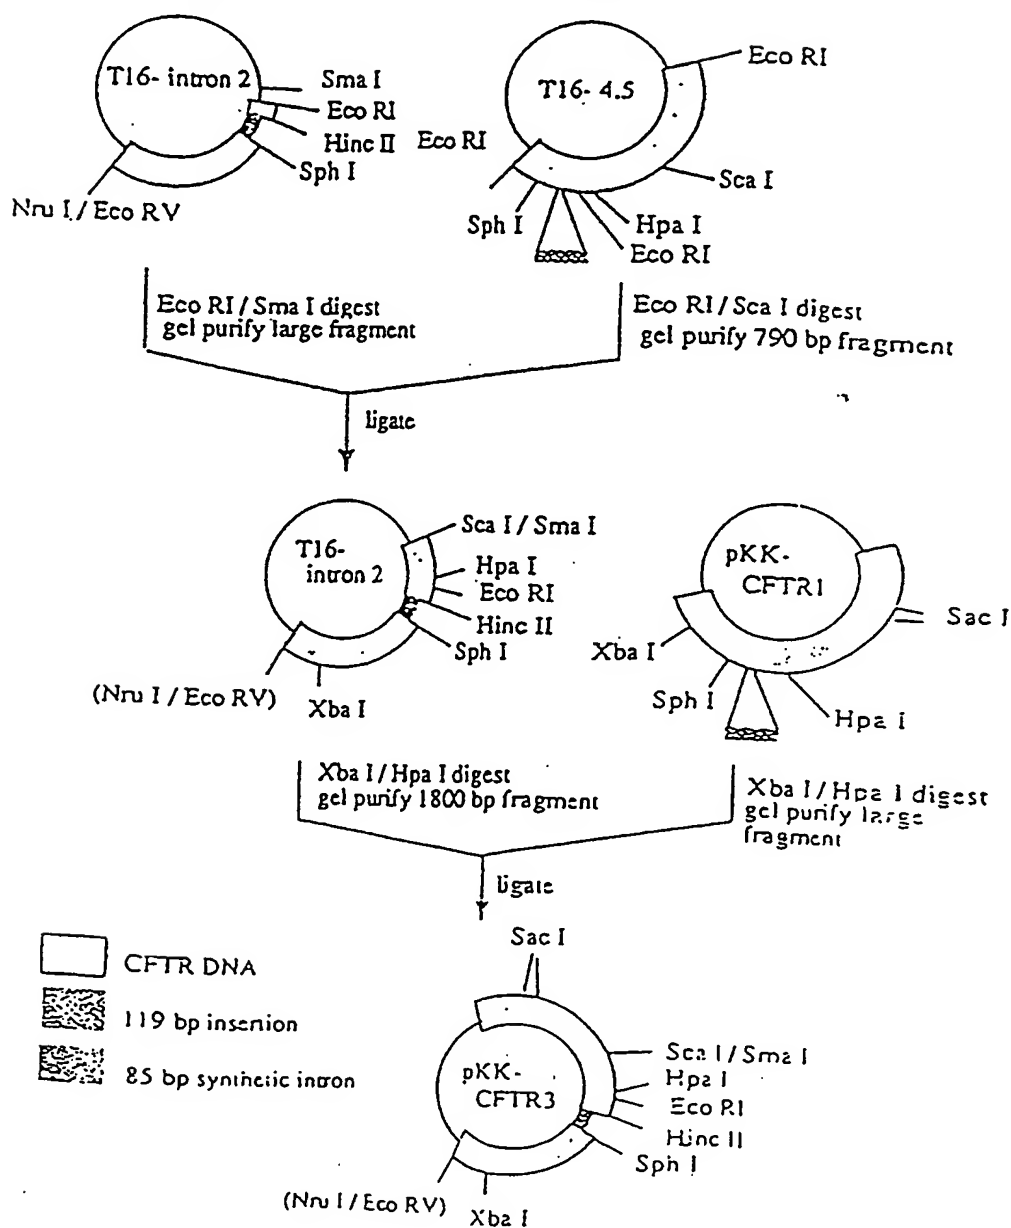 T16- intron 2
Sma I
Eco RI
Hinc II
Sph I
Nru I / Eco RV
T16- 4.5
Eco RI
Eco RI
Sca I
Sph I
Hpa I
Eco RI
Eco RI / Sma I digest
gel purify large fragment
Eco RI / Sca I digest
gel purify 790 bp fragment
ligate
T16-
intron 2
Sca I / Sma I
Hpa I
Eco RI
Hinc II
Sph I
(Nru I / Eco RV)
Xba I
pKK-
CFTR1
Sac I
Xba I
Sph I
Hpa I
Xba I / Hpa I digest
gel purify 1800 bp fragment
Xba I / Hpa I digest
gel purify large
fragment
ligate
CFTR DNA
119 bp insertion
85 bp synthetic intron
Sac I
pKK-
CFTR3
Sca I / Sma I
Hpa I
Eco RI
Hinc II
Sph I
(Nru I / Eco RV)
Xba I